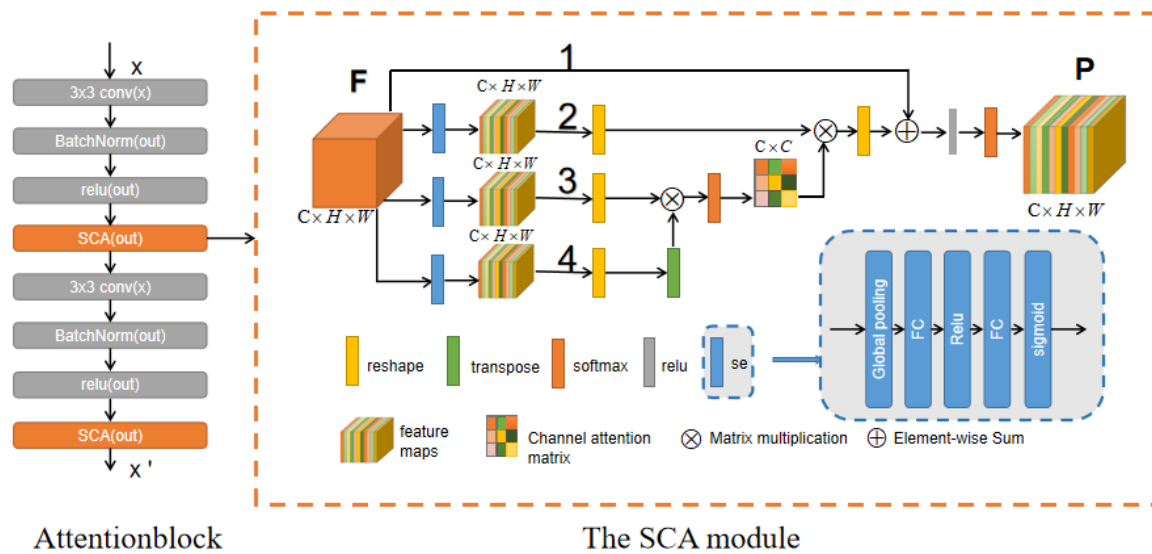 x
3x3 conv(x)
BatchNorm(out)
relu(out)
SCA(out)
3x3 conv(x)
BatchNorm(out)
relu(out)
SCA(out)
x '
Attentionblock
F
C× H×W
1
C× H×W
2
C× H×W
3
C× H×W
4
C×C
P
C× H×W
Global pooling
FC
Relu
FC
sigmoid
reshape
transpose
softmax
relu
se
feature
maps
Channel attention
matrix
Matrix multiplication
Element-wise Sum
The SCA module